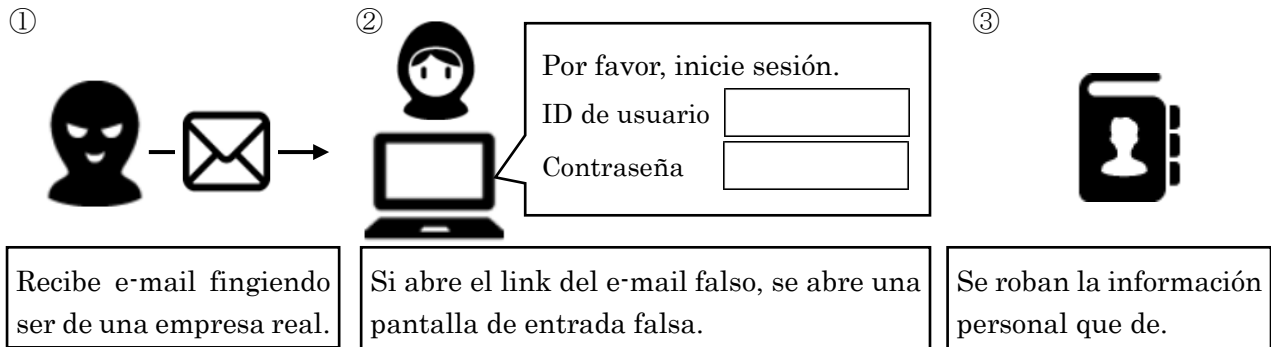 ①
Recibe e-mail fingiendo
ser de una empresa real.
②
Por favor, inicie sesión.
ID de usuario
Contraseña
Si abre el link del e-mail falso, se abre una
pantalla de entrada falsa.
③
Se roban la información
personal que de.